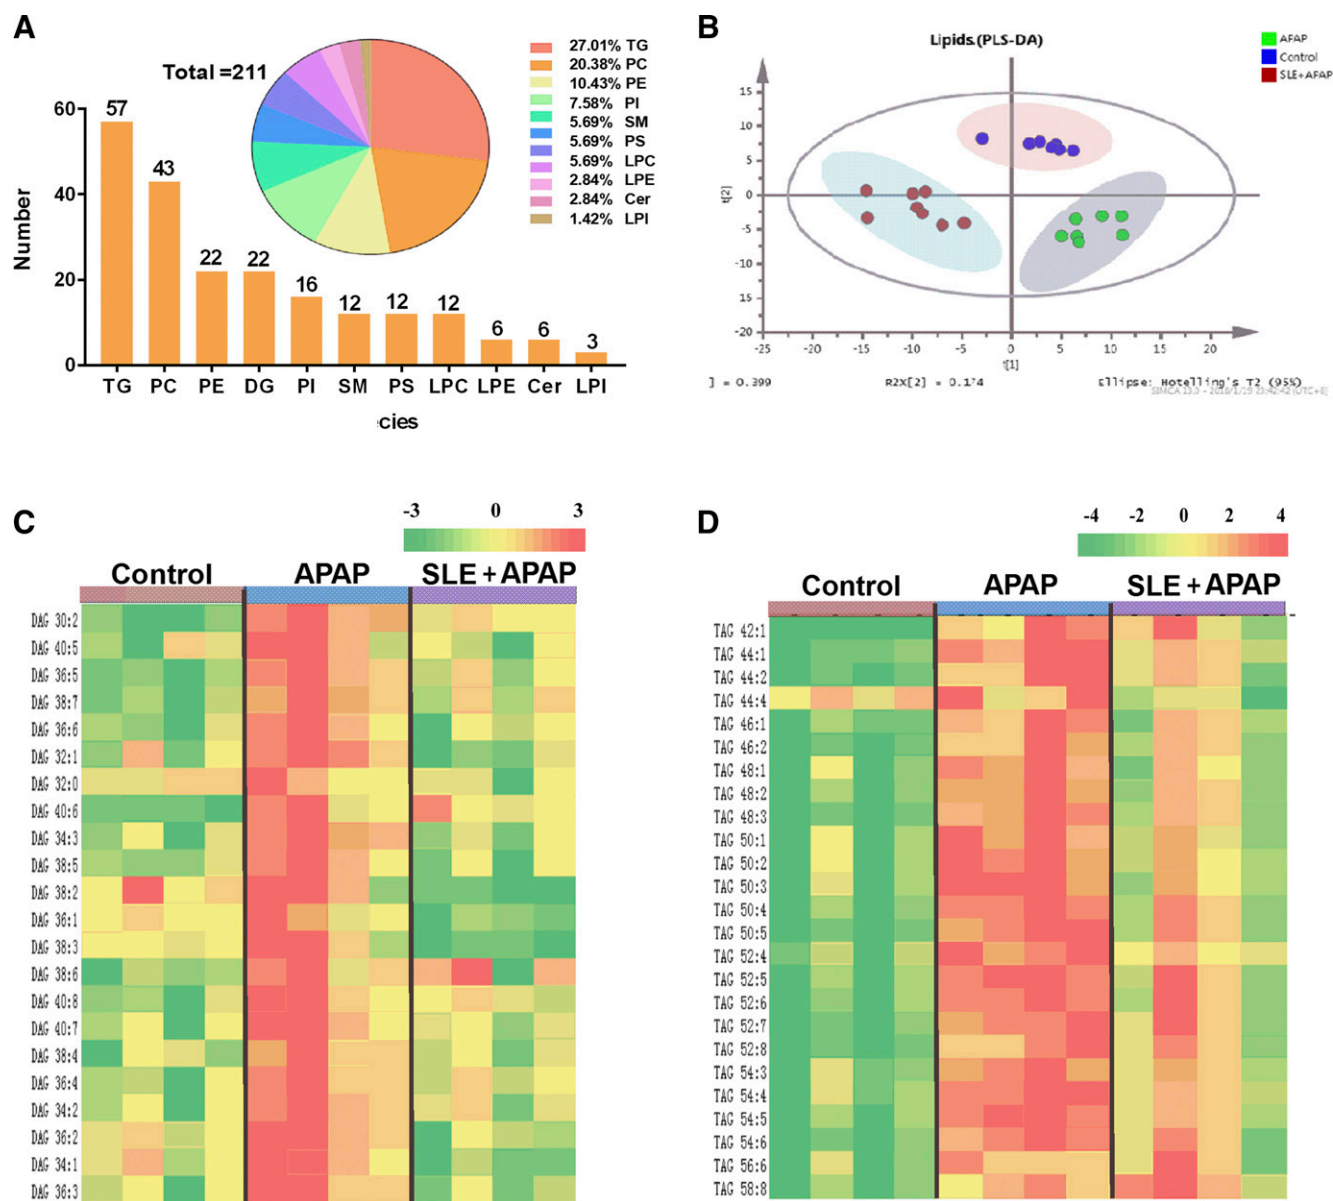 A
Total =211
27.01% TG
20.38% PC
10.43% PE
7.58% PI
5.69% SM
5.69% PS
5.69% LPC
2.84% LPE
2.84% Cer
1.42% LPI
Number
60
40
20
0
57
43
22
22
16
12
12
12
6
6
3
TG PC PE DG PI SM PS LPC LPE Cer LPI
cies
B
Lipids (PLS-DA)
APAP
Control
SLE+APAP
t[2]
15
10
5
0
-5
-10
15
-20
-25 -20 15 -10 -5 0 5 10 15 20
t[1]
] = 0.399 R2X[2] = 0.174 Ellipse: Hotelling's T2 (95%)
C
-3 0 3
Control APAP SLE + APAP
DAG 30:2
DAG 40:5
DAG 36:5
DAG 38:7
DAG 36:6
DAG 32:1
DAG 32:0
DAG 40:6
DAG 34:3
DAG 38:5
DAG 38:2
DAG 36:1
DAG 38:3
DAG 38:6
DAG 40:8
DAG 40:7
DAG 38:4
DAG 36:4
DAG 34:2
DAG 36:2
DAG 34:1
DAG 36:3
D
-4 -2 0 2 4
Control APAP SLE + APAP
TAG 42:1
TAG 44:1
TAG 44:2
TAG 44:4
TAG 46:1
TAG 46:2
TAG 48:1
TAG 48:2
TAG 48:3
TAG 50:1
TAG 50:2
TAG 50:3
TAG 50:4
TAG 50:5
TAG 52:4
TAG 52:5
TAG 52:6
TAG 52:7
TAG 52:8
TAG 54:3
TAG 54:4
TAG 54:5
TAG 54:6
TAG 56:6
TAG 58:8